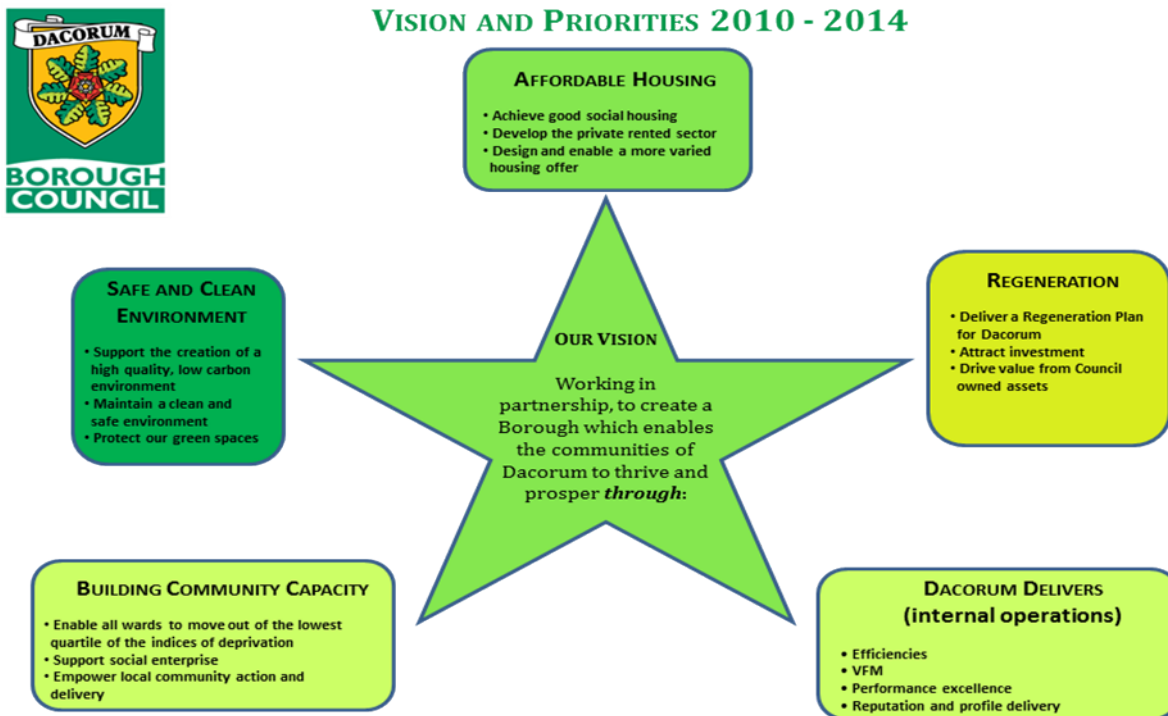 VISION AND PRIORITIES 2010 - 2014
DACORUM
BOROUGH
COUNCIL
AFFORDABLE HOUSING
• Achieve good social housing
• Develop the private rented sector
• Design and enable a more varied
housing offer
SAFE AND CLEAN
ENVIRONMENT
• Support the creation of a
high quality, low carbon
environment
• Maintain a clean and
safe environment
• Protect our green spaces
OUR VISION
Working in
partnership, to create a
Borough which enables
the communities of
Dacorum to thrive and
prosper through:
REGENERATION
• Deliver a Regeneration Plan
for Dacorum
• Attract investment
• Drive value from Council
owned assets
BUILDING COMMUNITY CAPACITY
• Enable all wards to move out of the lowest
quartile of the indices of deprivation
• Support social enterprise
• Empower local community action and
delivery
DACORUM DELIVERS
(internal operations)
• Efficiencies
• VFM
• Performance excellence
• Reputation and profile delivery